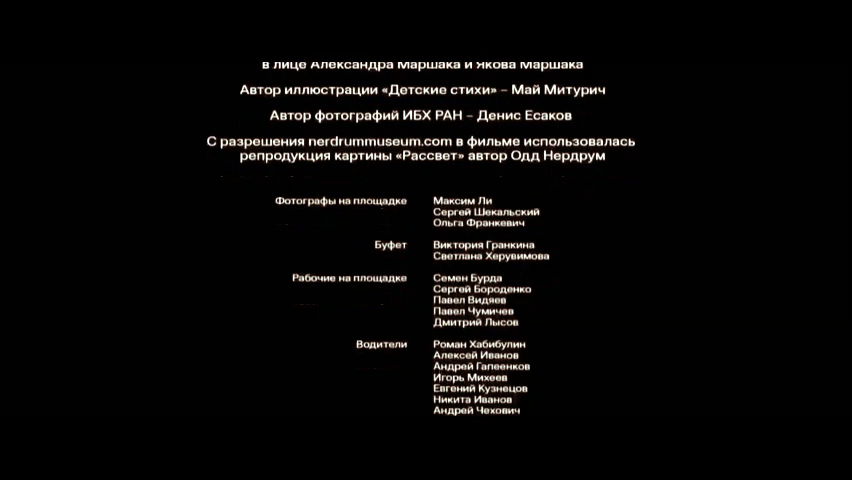 в лице Александра Маршака и Якова Маршака
Автор иллюстрации «Детские стихи» – Май Митурич
Автор фотографий ИБХ РАН – Денис Есаков
С разрешения nerdrummuseum.com в фильме использовалась
репродукция картины «Рассвет» автор Одд Нердрум
Фотографы на площадке Максим Ли
Сергей Шекальский
Ольга Франкевич
Буфет Виктория Гранкина
Светлана Херувимова
Рабочие на площадке Семен Бурда
Сергей Бороденко
Павел Видяев
Павел Чумичев
Дмитрий Лысов
Водители Роман Хабибулин
Алексей Иванов
Андрей Гапеенков
Игорь Михеев
Евгений Кузнецов
Никита Иванов
Андрей Чехович